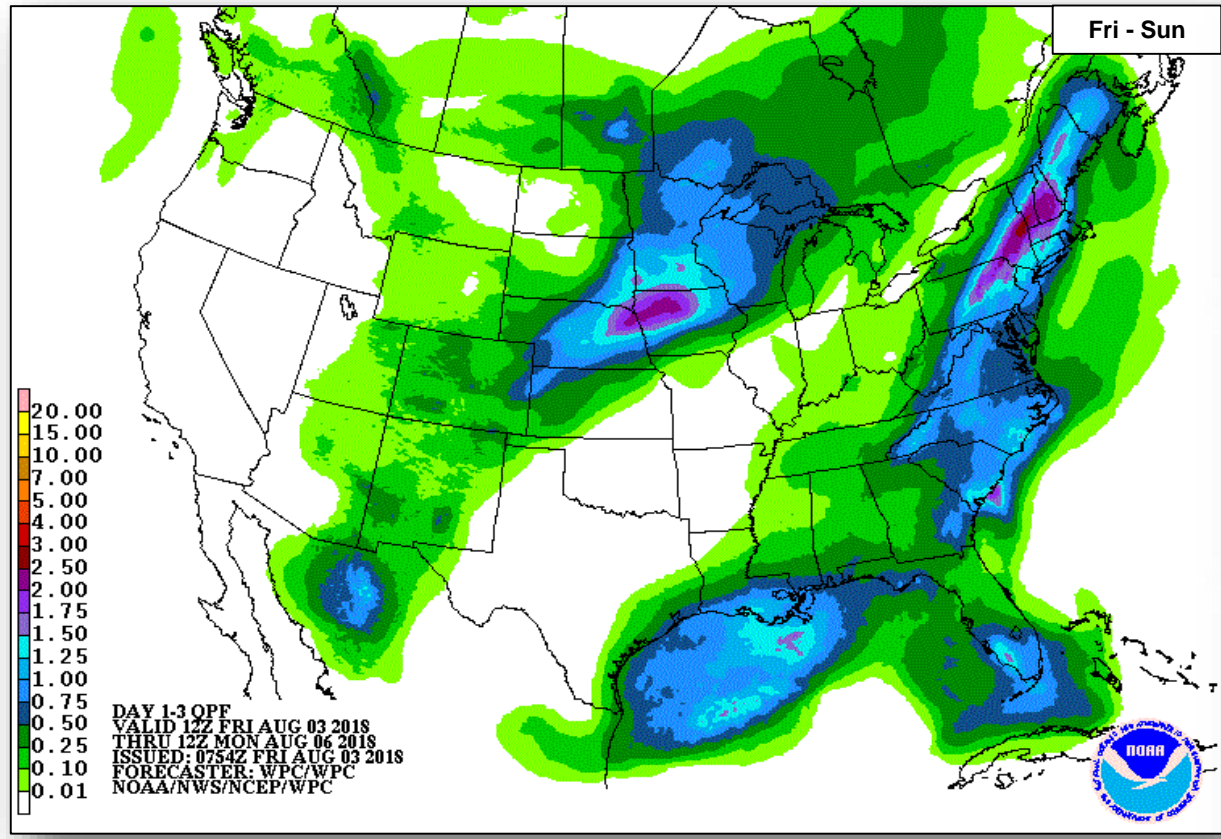 Fri - Sun
20.00
15.00
10.00
7.00
5.00
4.00
3.00
2.50
2.00
1.75
1.50
1.25
1.00
0.75
0.50
0.25
0.10
0.01
DAY 1-3 QPF
VALID 12Z FRI AUG 03 2018
THRU 12Z MON AUG 06 2018
ISSUED: 0754Z FRI AUG 03 2018
FORECASTER: WPC/WPC
NOAA/NWS/NCEP/WPC
NOAA